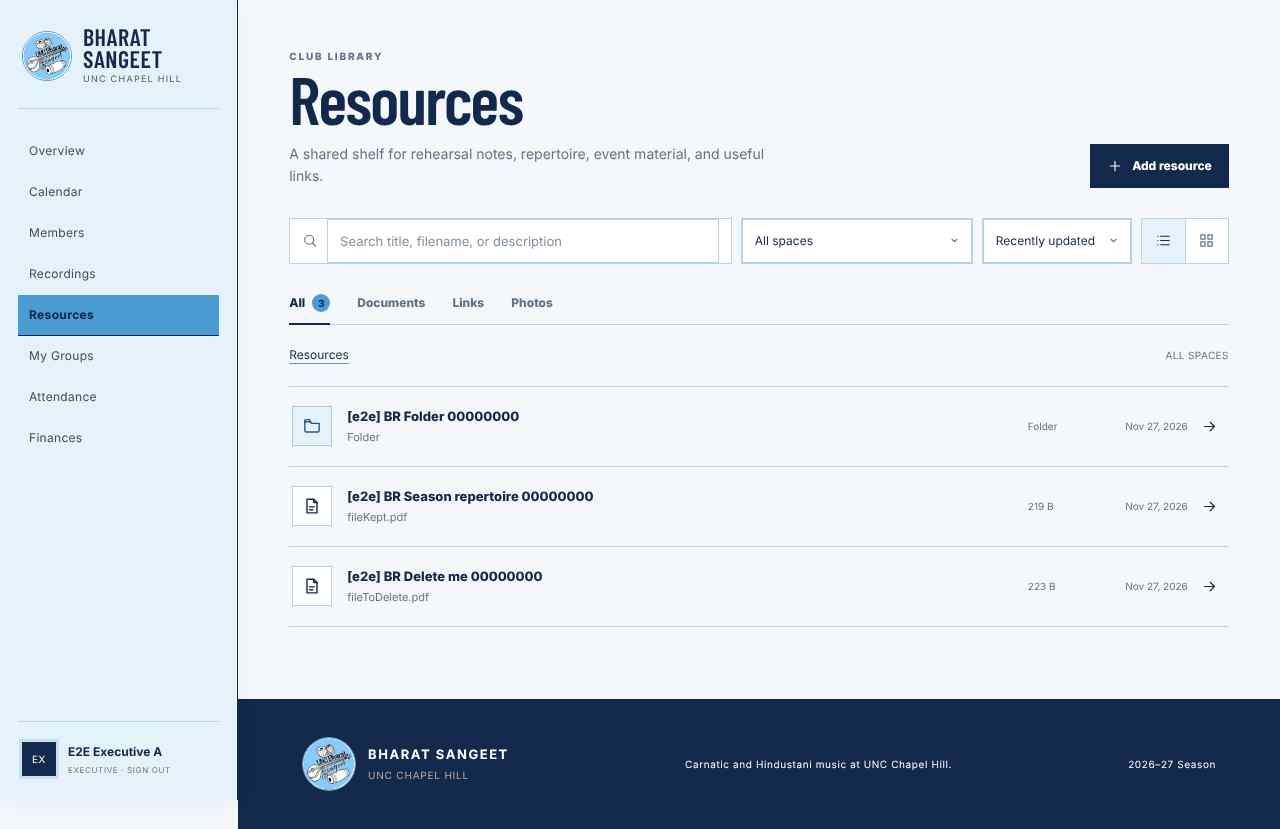 BHARAT
SANGEET
UNC CHAPEL HILL
Overview
Calendar
Members
Recordings
Resources
My Groups
Attendance
Finances
EX
E2E Executive A
EXECUTIVE · SIGN OUT
CLUB LIBRARY
Resources
A shared shelf for rehearsal notes, repertoire, event material, and useful
links.
Add resource
Search title, filename, or description
All spaces
Recently updated
All 3 Documents Links Photos
Resources
ALL SPACES
[e2e] BR Folder 00000000
Folder
Folder
Nov 27, 2026
[e2e] BR Season repertoire 00000000
fileKept.pdf
219 B
Nov 27, 2026
[e2e] BR Delete me 00000000
fileToDelete.pdf
223 B
Nov 27, 2026
BHARAT SANGEET
UNC CHAPEL HILL
Carnatic and Hindustani music at UNC Chapel Hill.
2026–27 Season